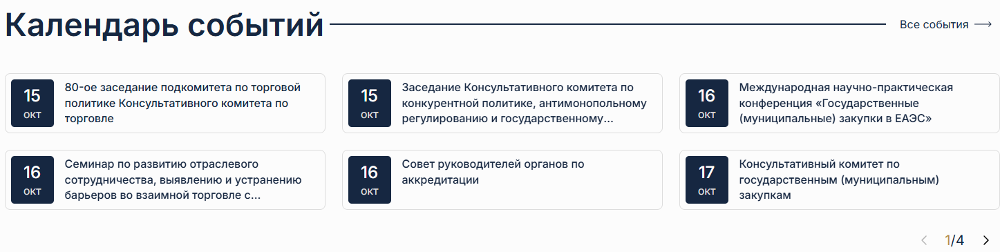 Календарь событий
Все события
15
окт
80-ое заседание подкомитета по торговой
политике Консультативного комитета по
торговле
15
окт
Заседание Консультативного комитета по
конкурентной политике, антимонопольному
регулированию и государственному...
16
окт
Международная научно-практическая
конференция «Государственные
(муниципальные) закупки в ЕАЭС»
16
окт
Семинар по развитию отраслевого
сотрудничества, выявлению и устранению
барьеров во взаимной торговле с...
16
окт
Совет руководителей органов по
аккредитации
17
окт
Консультативный комитет по
государственным (муниципальным)
закупкам
1/4